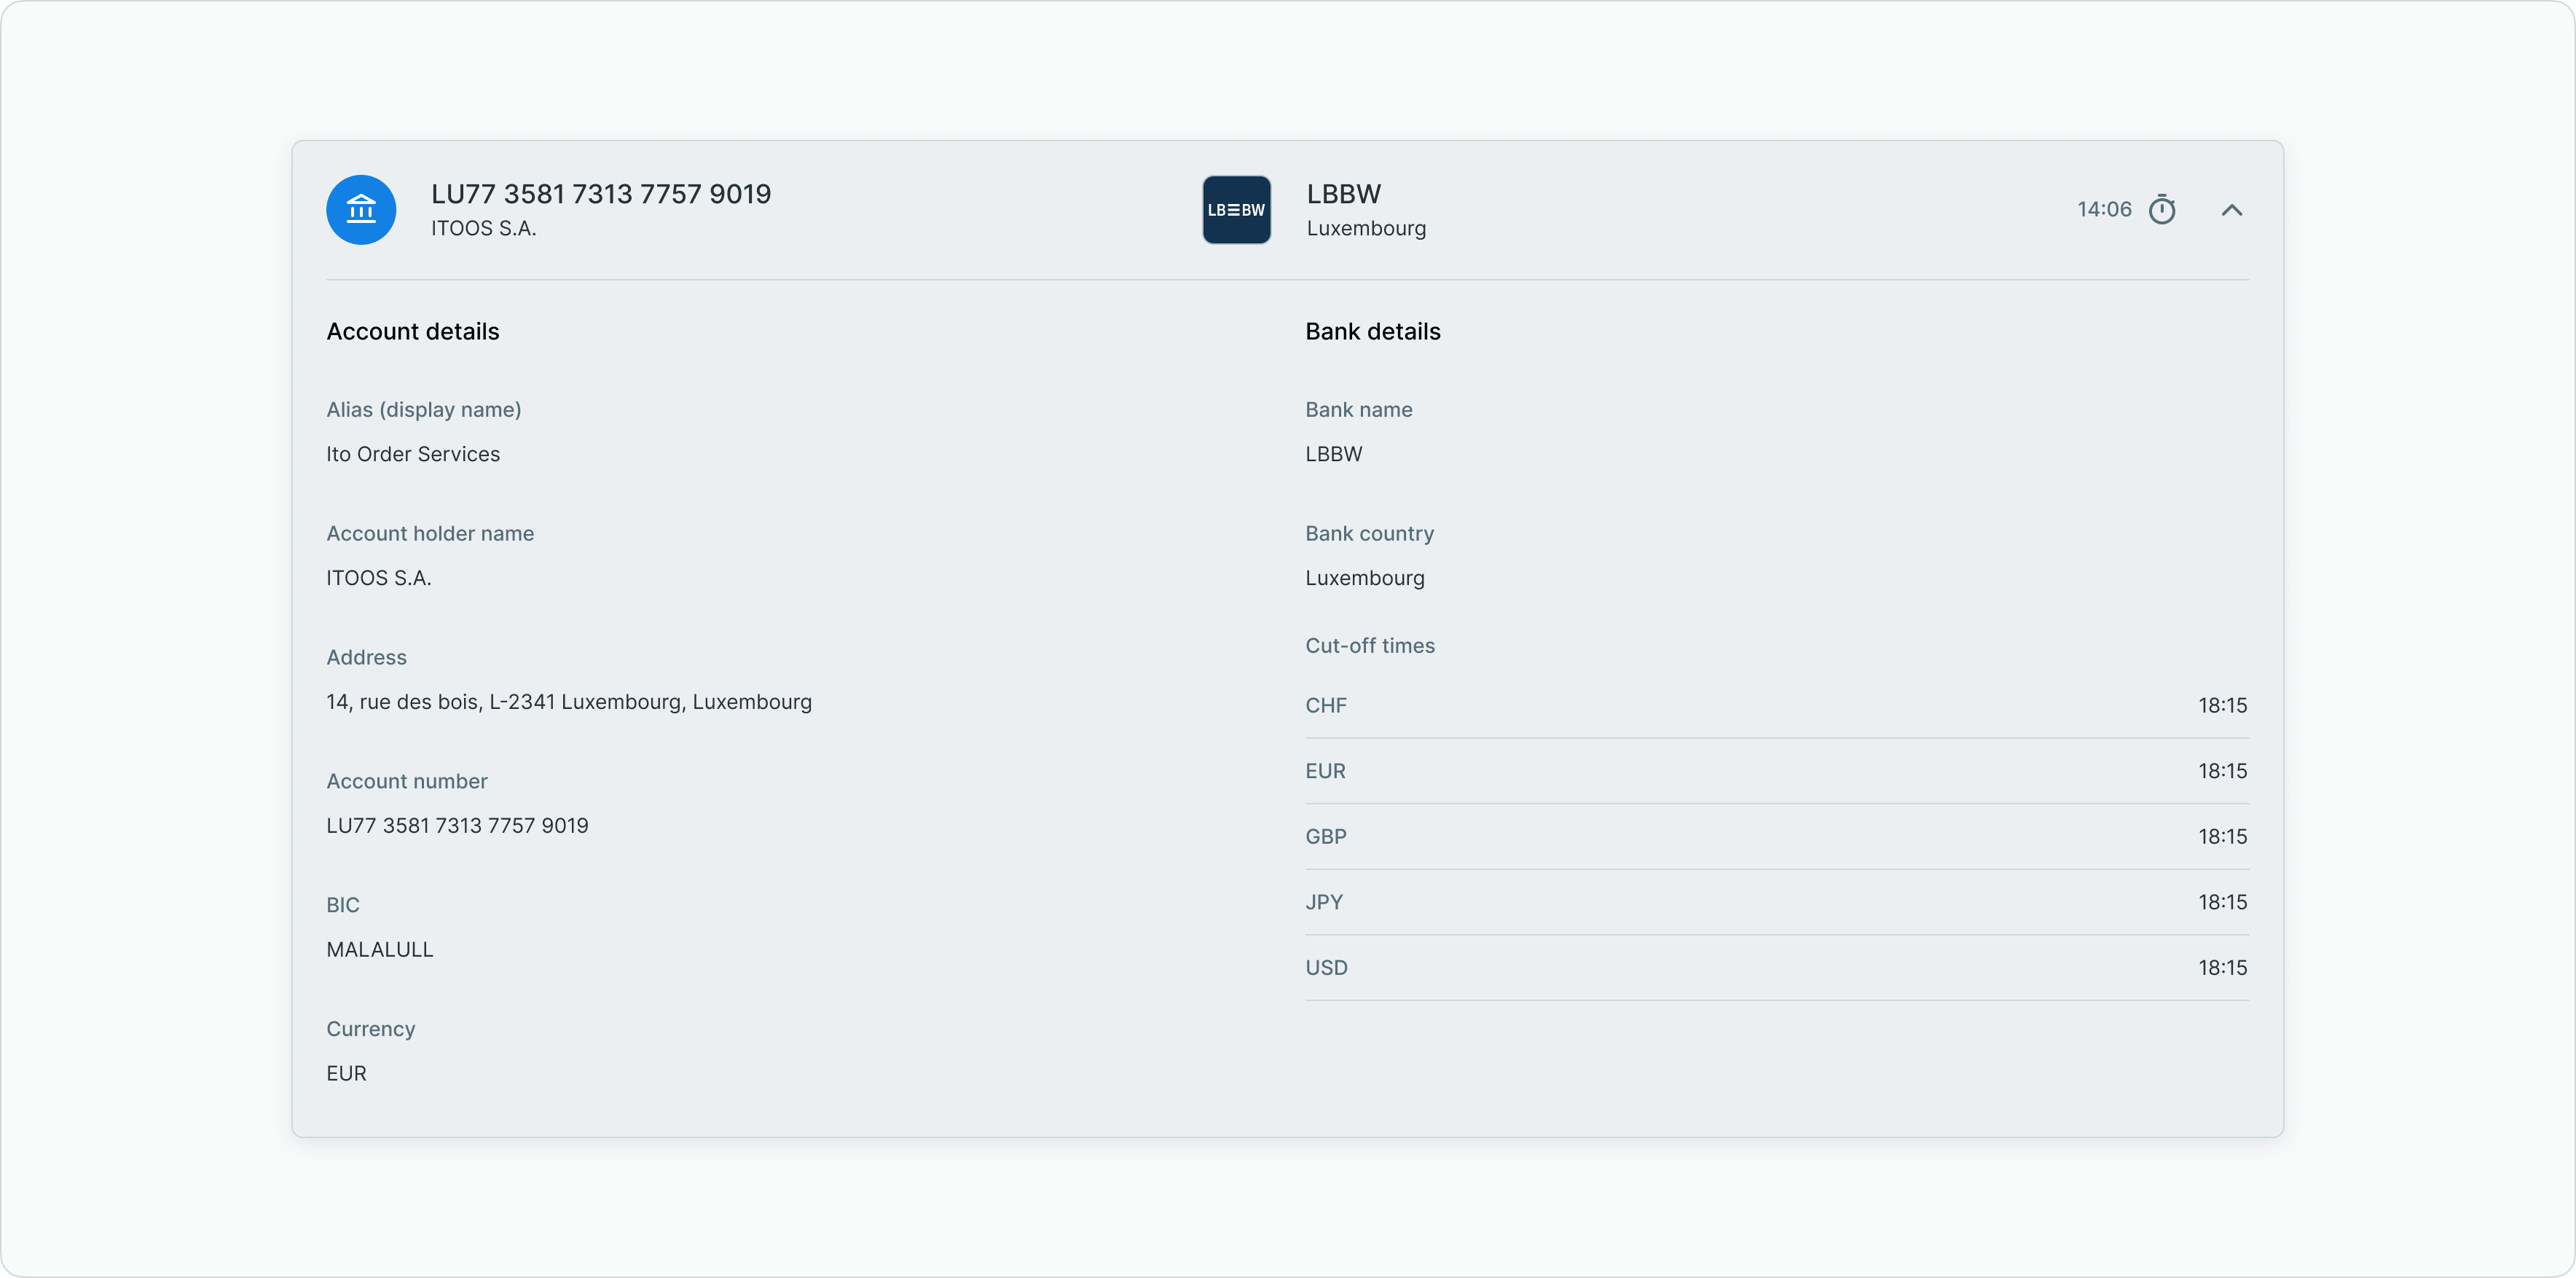 LU77 3581 7313 7757 9019
ITOOS S.A.
LB≡BW
LBBW
Luxembourg
14:06
Account details
Alias (display name)
Ito Order Services
Account holder name
ITOOS S.A.
Address
14, rue des bois, L-2341 Luxembourg, Luxembourg
Account number
LU77 3581 7313 7757 9019
BIC
MALALULL
Currency
EUR
Bank details
Bank name
LBBW
Bank country
Luxembourg
Cut-off times
CHF 18:15
EUR 18:15
GBP 18:15
JPY 18:15
USD 18:15